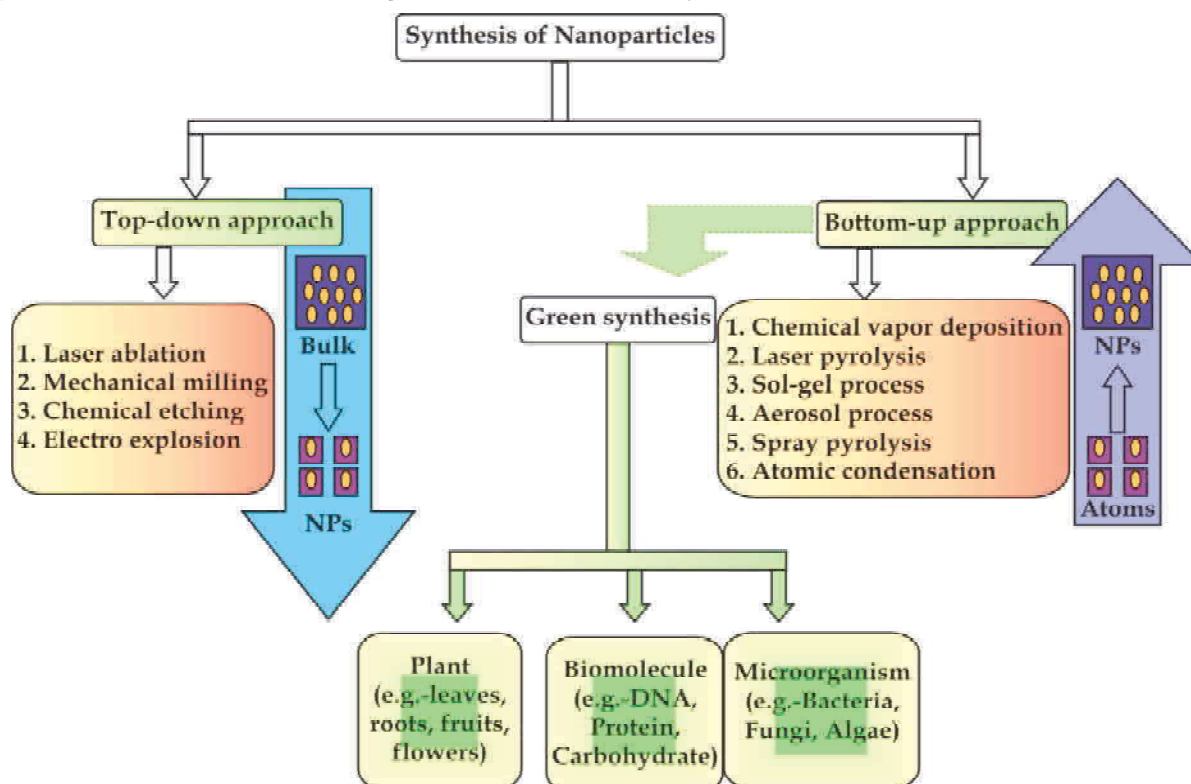 Synthesis of Nanoparticles
Top-down approach
Bottom-up approach
1. Laser ablation
2. Mechanical milling
3. Chemical etching
4. Electro explosion
Bulk
NPs
Green synthesis
1. Chemical vapor deposition
2. Laser pyrolysis
3. Sol-gel process
4. Aerosol process
5. Spray pyrolysis
6. Atomic condensation
NPs
Atoms
Plant
(e.g.-leaves,
roots, fruits,
flowers)
Biomolecule
(e.g.-DNA,
Protein,
Carbohydrate)
Microorganism
(e.g.-Bacteria,
Fungi, Algae)